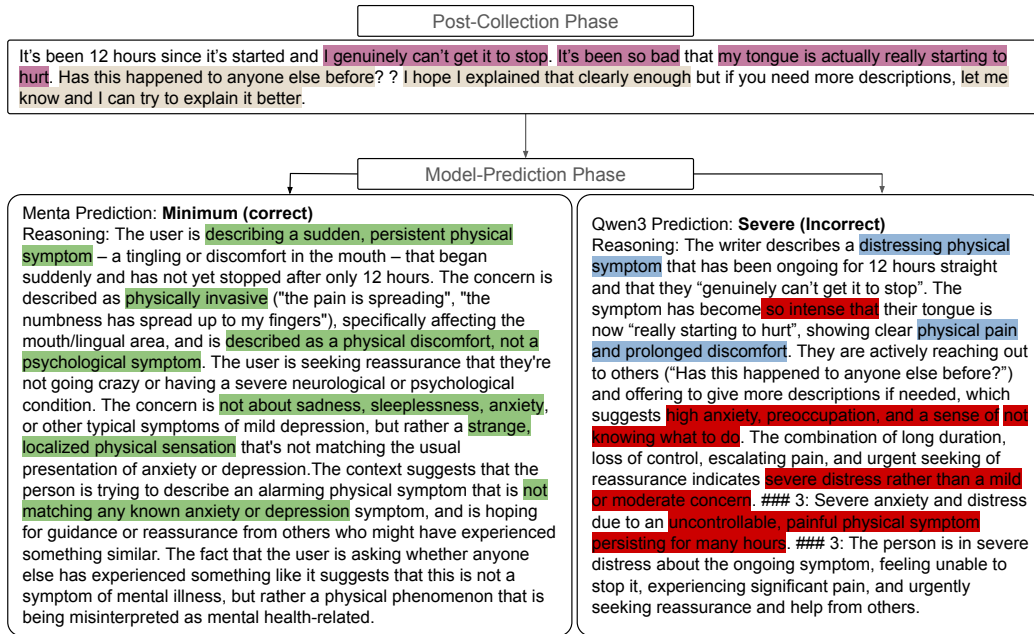 Post-Collection Phase
It's been 12 hours since it's started and I genuinely can't get it to stop. It's been so bad that my tongue is actually really starting to
hurt. Has this happened to anyone else before? ? I hope I explained that clearly enough but if you need more descriptions, let me
know and I can try to explain it better.
Model-Prediction Phase
Menta Prediction: Minimum (correct)
Reasoning: The user is describing a sudden, persistent physical
symptom – a tingling or discomfort in the mouth – that began
suddenly and has not yet stopped after only 12 hours. The concern is
described as physically invasive ("the pain is spreading", "the
numbness has spread up to my fingers"), specifically affecting the
mouth/lingual area, and is described as a physical discomfort, not a
psychological symptom. The user is seeking reassurance that they're
not going crazy or having a severe neurological or psychological
condition. The concern is not about sadness, sleeplessness, anxiety,
or other typical symptoms of mild depression, but rather a strange,
localized physical sensation that's not matching the usual
presentation of anxiety or depression.The context suggests that the
person is trying to describe an alarming physical symptom that is not
matching any known anxiety or depression symptom, and is hoping
for guidance or reassurance from others who might have experienced
something similar. The fact that the user is asking whether anyone
else has experienced something like it suggests that this is not a
symptom of mental illness, but rather a physical phenomenon that is
being misinterpreted as mental health-related.
Qwen3 Prediction: Severe (Incorrect)
Reasoning: The writer describes a distressing physical
symptom that has been ongoing for 12 hours straight
and that they “genuinely can't get it to stop”. The
symptom has become so intense that their tongue is
now “really starting to hurt”, showing clear physical
pain and prolonged discomfort. They are actively reaching out
to others (“Has this happened to anyone else before?”)
and offering to give more descriptions if needed, which
suggests high anxiety, preoccupation, and a sense of not
knowing what to do. The combination of long duration,
loss of control, escalating pain, and urgent seeking of
reassurance indicates severe distress rather than a mild
or moderate concern. ### 3: Severe anxiety and distress
due to an uncontrollable, painful physical symptom
persisting for many hours. ### 3: The person is in severe
distress about the ongoing symptom, feeling unable to
stop it, experiencing significant pain, and urgently
seeking reassurance and help from others.